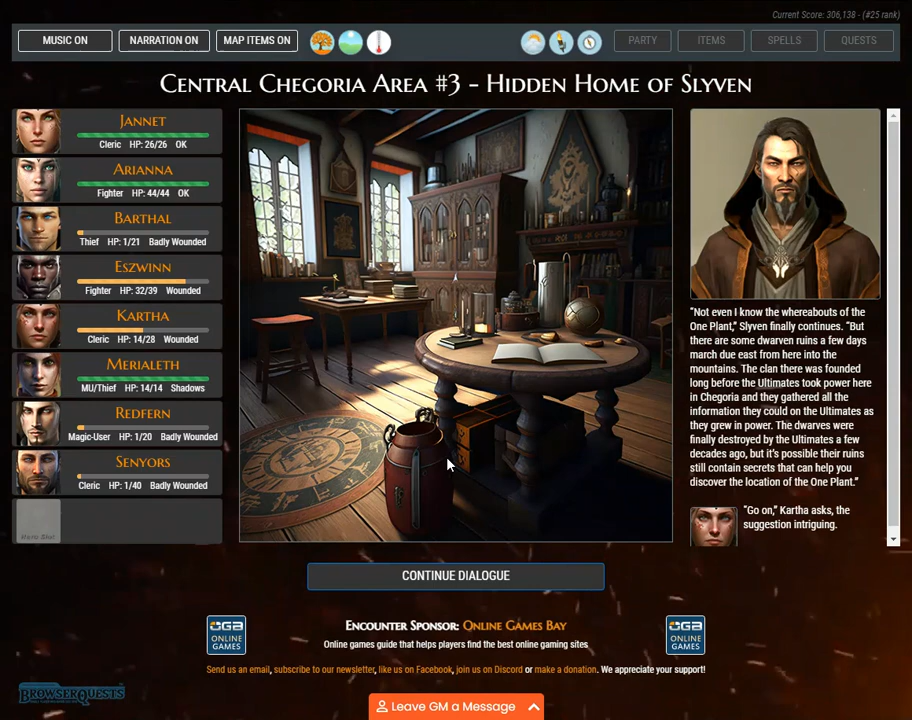 Current Score: 306,138 - (#25 rank)
MUSIC ON
NARRATION ON
MAP ITEMS ON
PARTY
ITEMS
SPELLS
QUESTS
Central Chegoria Area #3 - Hidden Home of Slyven
Jannet
Cleric HP: 26/26 OK
Arianna
Fighter HP: 44/44 OK
Barthal
Thief HP: 1/21 Badly Wounded
Eszwinn
Fighter HP: 32/39 Wounded
Kartha
Cleric HP: 14/28 Wounded
Merialeth
MU/Thief HP: 14/14 Shadows
Redfern
Magic-User HP: 1/20 Badly Wounded
Senyors
Cleric HP: 1/40 Badly Wounded
"Not even I know the whereabouts of the
One Plant," Slyven finally continues. "But
there are some dwarven ruins a few days
march due east from here into the
mountains. The clan there was founded
long before the Ultimates took power here
in Chegoria and they gathered all the
information they could on the Ultimates as
they grew in power. The dwarves were
finally destroyed by the Ultimates a few
decades ago, but it's possible their ruins
still contain secrets that can help you
discover the location of the One Plant."
"Go on," Kartha asks, the
suggestion intriguing.
CONTINUE DIALOGUE
OGA
ONLINE
GAMES
Encounter Sponsor: Online Games Bay
Online games guide that helps players find the best online gaming sites
OGA
ONLINE
GAMES
Send us an email, subscribe to our newsletter, like us on Facebook, join us on Discord or make a donation. We appreciate your support!
BrowserQuests
Leave GM a Message